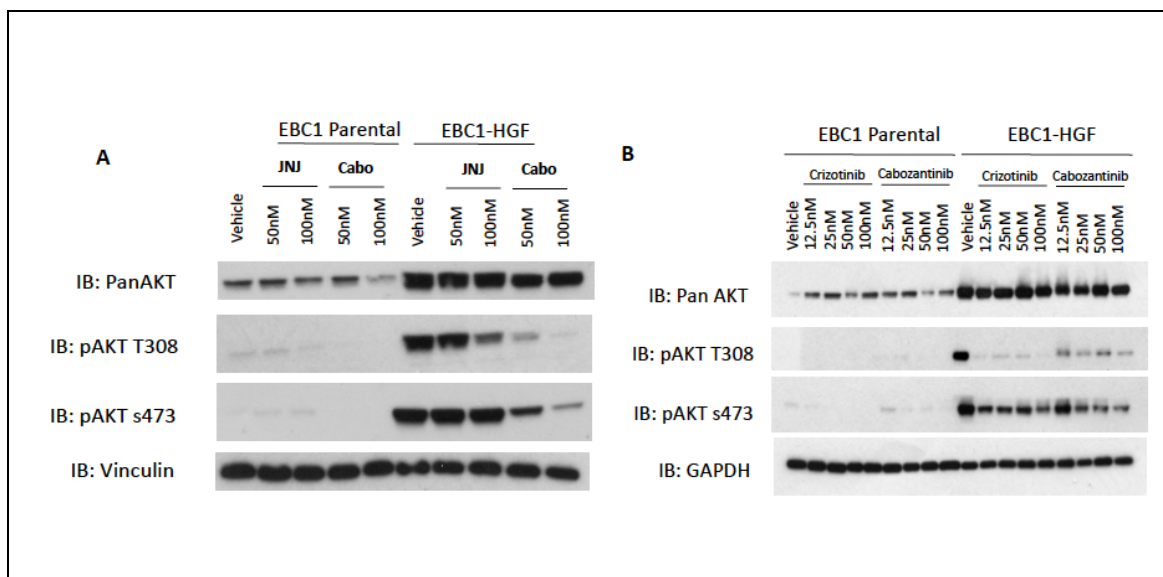 A
EBC1 Parental EBC1-HGF
JNJ Cabo JNJ Cabo
Vehicle 50nM 100nM 50nM 100nM Vehicle 50nM 100nM 50nM 100nM
IB: PanAKT
IB: pAKT T308
IB: pAKT s473
IB: Vinculin
B
EBC1 Parental EBC1-HGF
Crizotinib Cabozantinib Crizotinib Cabozantinib
Vehicle 12.5nM 25nM 50nM 100nM 12.5nM 25nM 50nM 100nM Vehicle 12.5nM 25nM 50nM 100nM 12.5nM 25nM 50nM 100nM
IB: Pan AKT
IB: pAKT T308
IB: pAKT s473
IB: GAPDH